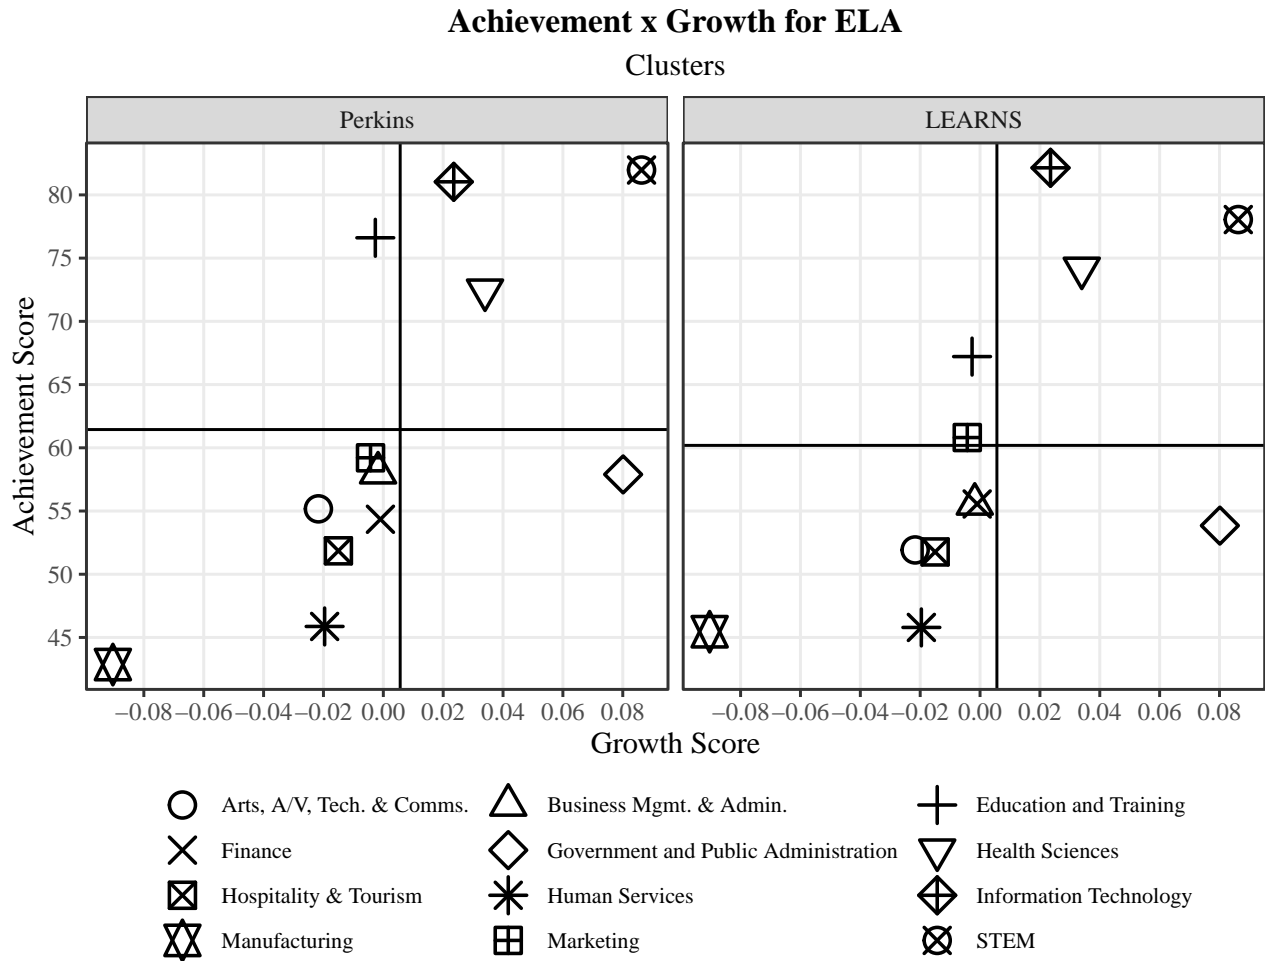 Achievement x Growth for ELA
Clusters
Perkins LEARNS
Achievement Score
80
75
70
65
60
55
50
45
−0.08 −0.06 −0.04 −0.02 0.00 0.02 0.04 0.06 0.08 −0.08 −0.06 −0.04 −0.02 0.00 0.02 0.04 0.06 0.08
Growth Score
Arts, A/V, Tech. & Comms. Business Mgmt. & Admin. Education and Training
Finance Government and Public Administration Health Sciences
Hospitality & Tourism Human Services Information Technology
Manufacturing Marketing STEM